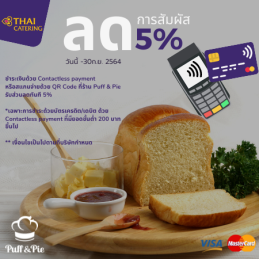 THAI
CATERING
ลดการสัมผัส
5%
วันนี้ -30ก.ย. 2564
ชำระเงินด้วย Contactless payment
หรือสแกนจ่ายด้วย QR Code ที่ร้าน Puff & Pie
รับส่วนลดทันที 5%
*เฉพาะการชำระด้วยบัตรเครดิต/เดบิต ด้วย
Contactless payment ที่มียอดขั้นต่ำ 200 บาท
ขึ้นไป
** เงื่อนไขเป็นไปตามที่บริษัทกำหนด
Puff & Pie
VISA MasterCard